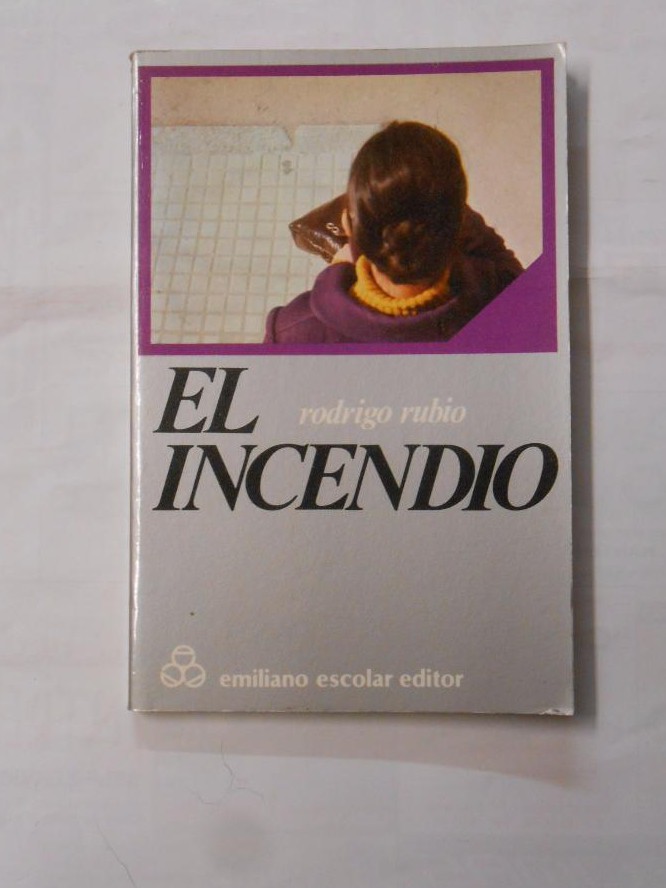 EL
rodrigo rubio
INCENDIO
emiliano escolar editor